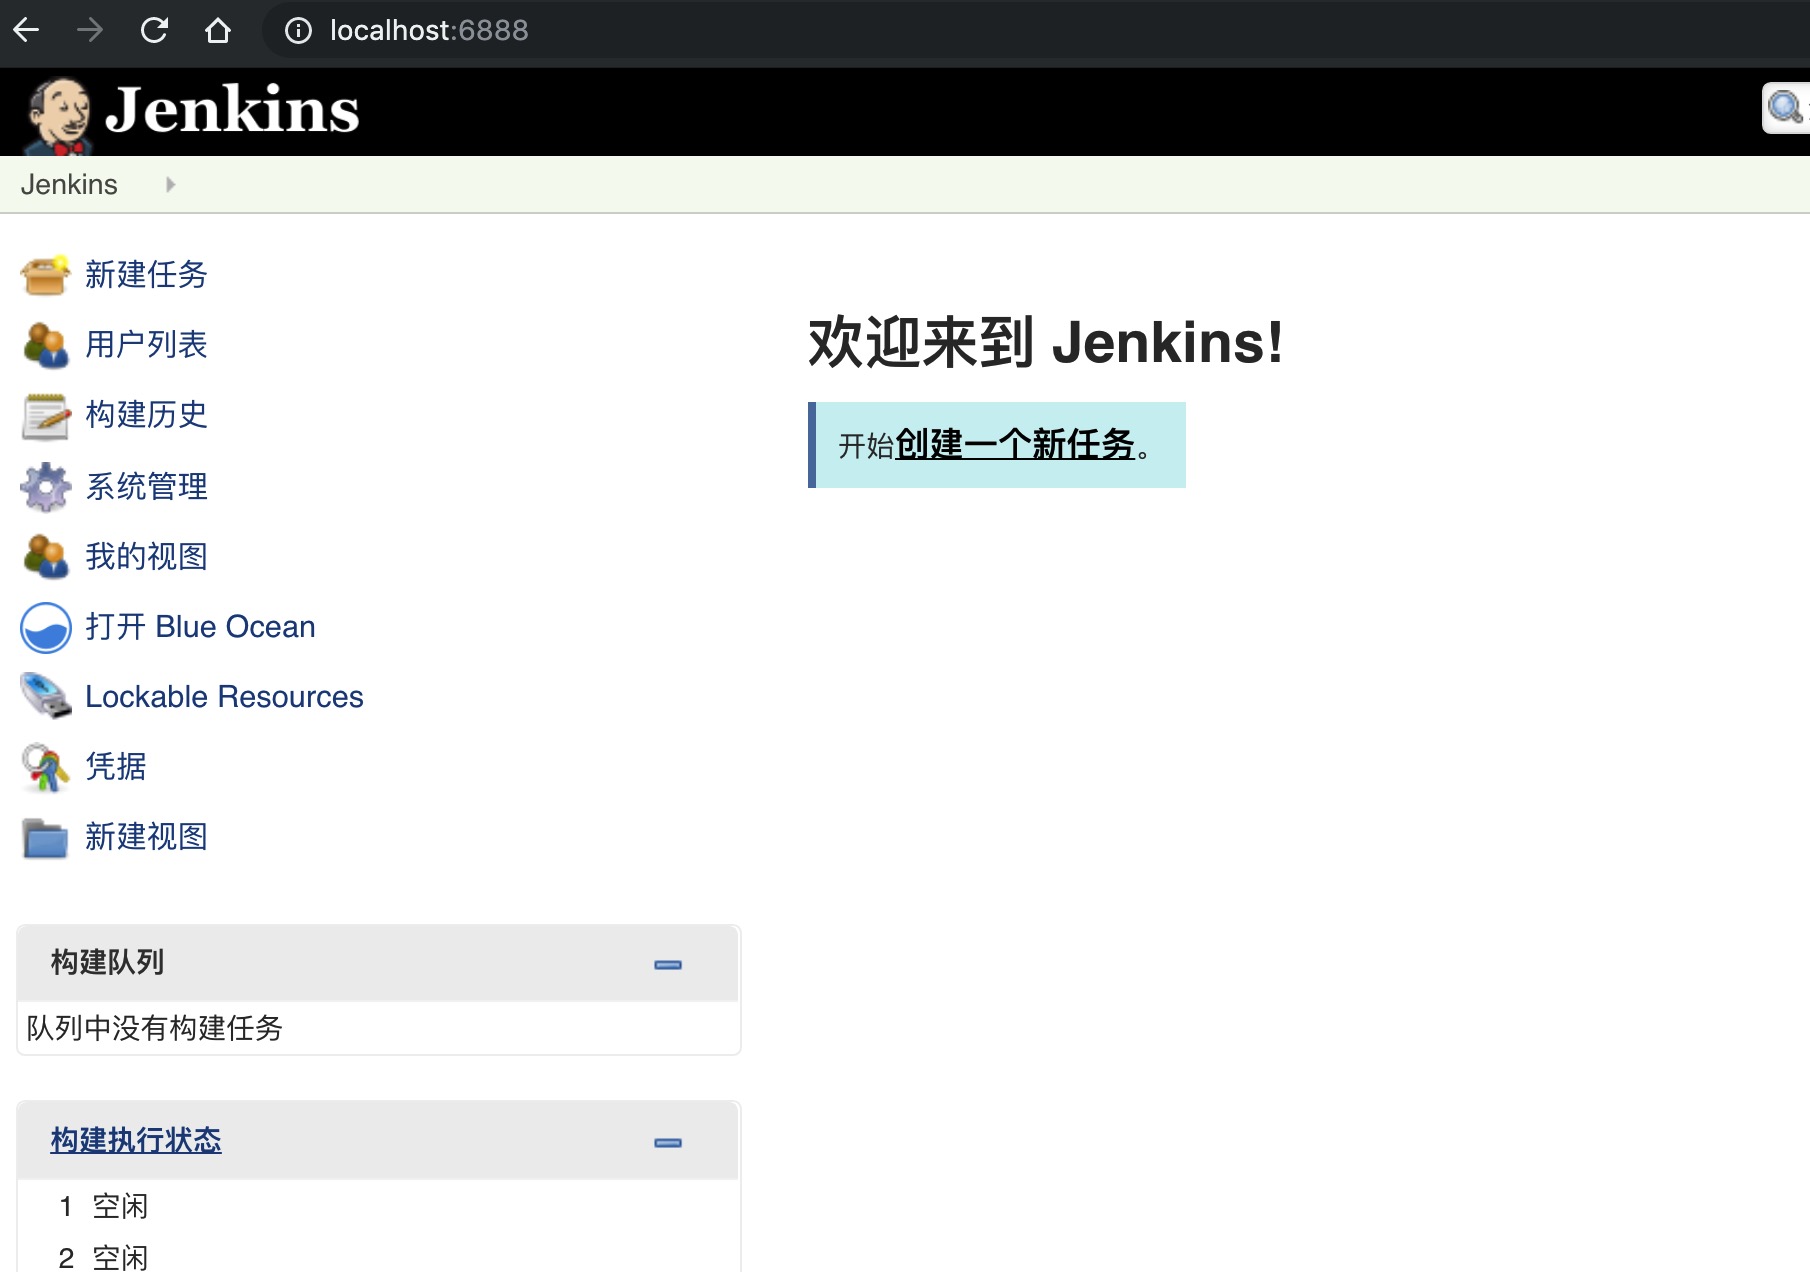 localhost:6888
Jenkins
Jenkins
新建任务
用户列表
构建历史
系统管理
我的视图
打开 Blue Ocean
Lockable Resources
凭据
新建视图
欢迎来到 Jenkins!
开始创建一个新任务。
构建队列
队列中没有构建任务
构建执行状态
1 空闲
2 空闲